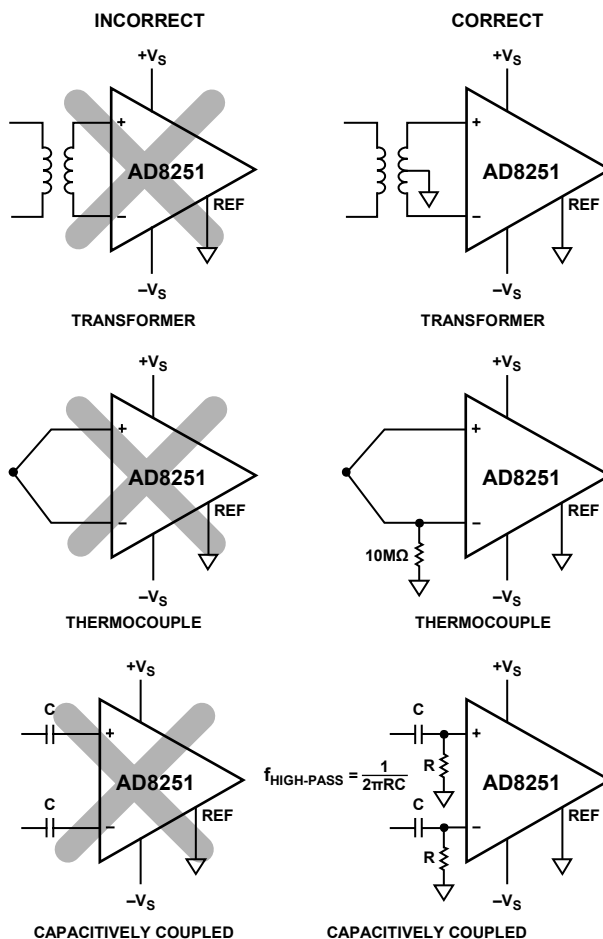 INCORRECT
CORRECT
+VS
+
AD8251
−
REF
−VS
TRANSFORMER
+VS
+
AD8251
−
REF
−VS
TRANSFORMER
+VS
+
AD8251
−
REF
−VS
THERMOCOUPLE
+VS
+
AD8251
−
REF
10MΩ
−VS
THERMOCOUPLE
+VS
C
+
AD8251
C
−
REF
−VS
CAPACITIVELY COUPLED
fHIGH-PASS = 1/2πRC
+VS
C
+
R
AD8251
C
−
R
REF
−VS
CAPACITIVELY COUPLED